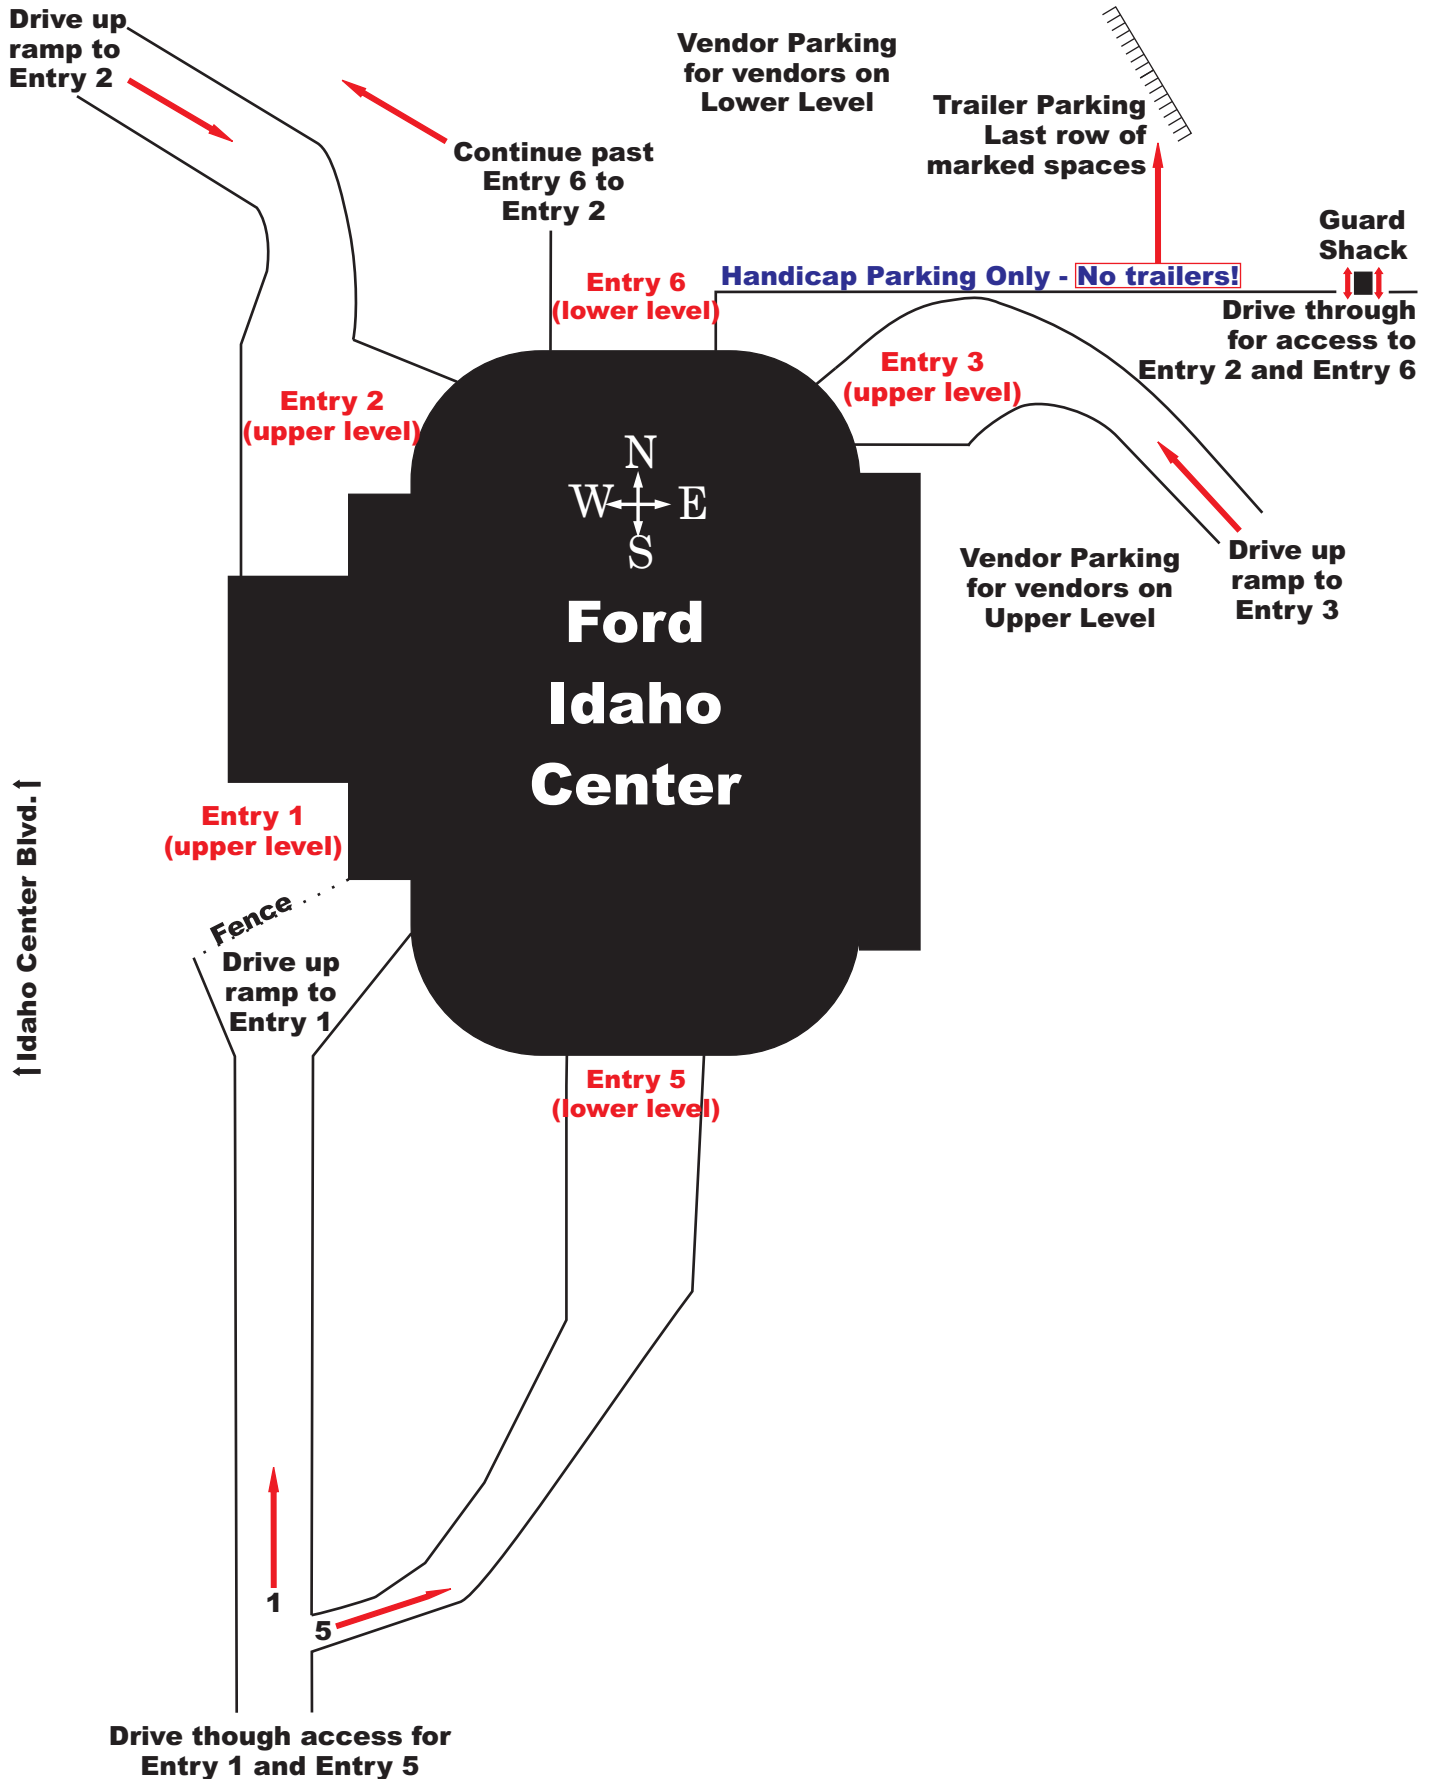 Drive up
ramp to
Entry 2
Vendor Parking
for vendors on
Lower Level
Trailer Parking
Last row of
marked spaces
Continue past
Entry 6 to
Entry 2
Guard
Shack
Entry 6
(lower level)
Handicap Parking Only - No trailers!
Drive through
for access to
Entry 2 and Entry 6
Entry 3
(upper level)
Entry 2
(upper level)
N
W E
S
Vendor Parking
for vendors on
Upper Level
Drive up
ramp to
Entry 3
Ford
Idaho
Center
Idaho Center Blvd.
Entry 1
(upper level)
Fence
Drive up
ramp to
Entry 1
Entry 5
(lower level)
1
5
Drive though access for
Entry 1 and Entry 5